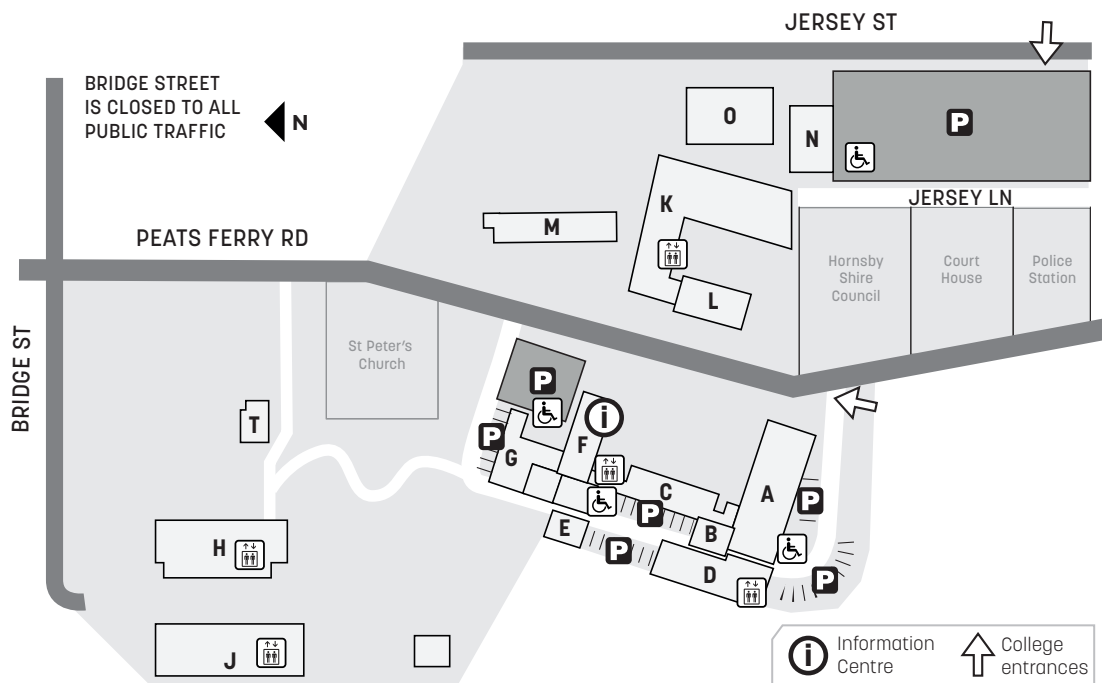 JERSEY ST
BRIDGE STREET
IS CLOSED TO ALL
PUBLIC TRAFFIC
N
O
N
P
JERSEY LN
K
M
PEATS FERRY RD
Hornsby
Shire
Council
Court
House
Police
Station
L
BRIDGE ST
St Peter's
Church
P
i
T
P
F
G
C
A
P
P
E
B
H
P
D
P
J
i
Information
Centre
College
entrances